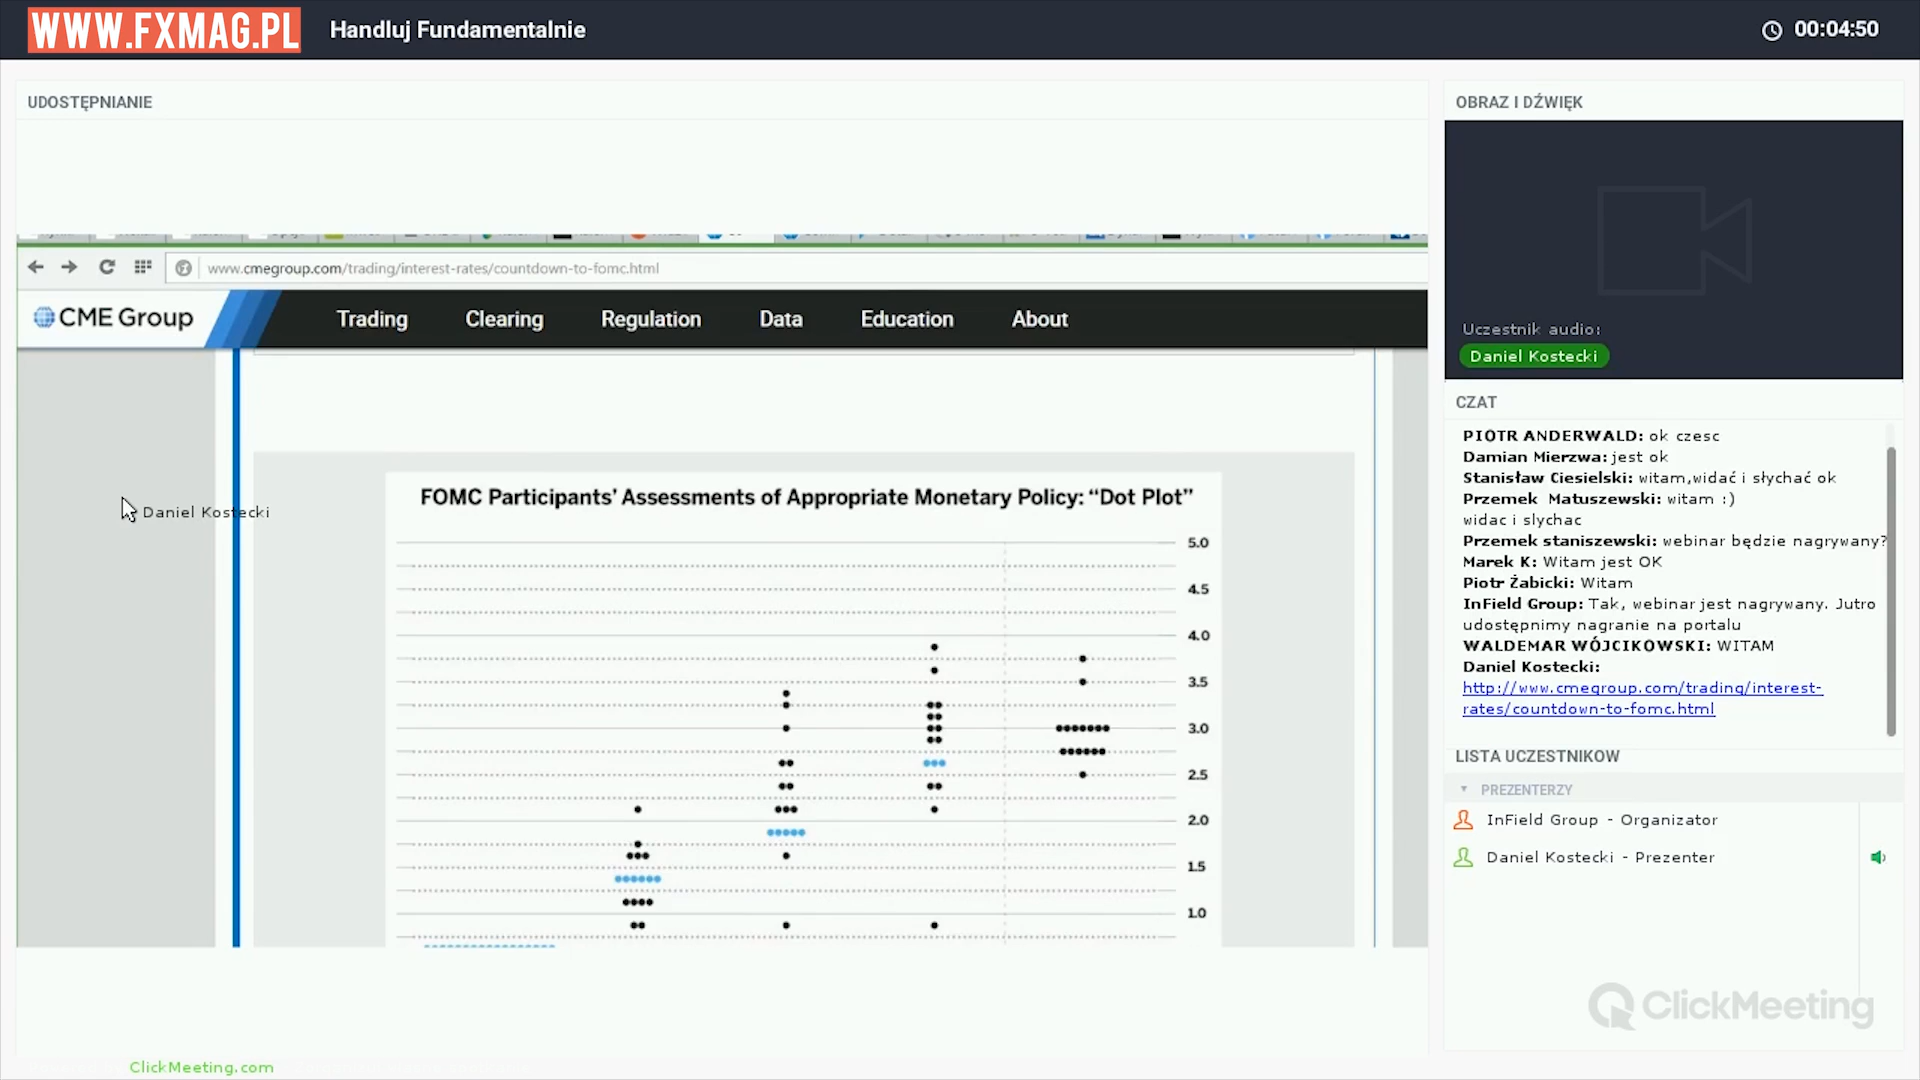 WWW.FXMAG.PL
Handluj Fundamentalnie
00:04:50
UDOSTĘPNIANIE
www.cmegroup.com/trading/interest-rates/countdown-to-fomc.html
CME Group
Trading
Clearing
Regulation
Data
Education
About
Daniel Kostecki
FOMC Participants' Assessments of Appropriate Monetary Policy: “Dot Plot”
5.0
4.5
4.0
3.5
3.0
2.5
2.0
1.5
1.0
OBRAZ I DŹWIĘK
Uczestnik audio:
Daniel Kostecki
CZAT
PIOTR ANDERWALD: ok czesc
Damian Mierzwa: jest ok
Stanisław Ciesielski: witam,widać i słychać ok
Przemek Matuszewski: witam :)
widac i slychac
Przemek staniszewski: webinar będzie nagrywany?
Marek K: Witam jest OK
Piotr Żabicki: Witam
InField Group: Tak, webinar jest nagrywany. Jutro
udostępnimy nagranie na portalu
WALDEMAR WÓJCIKOWSKI: WITAM
Daniel Kostecki:
http://www.cmegroup.com/trading/interest-
rates/countdown-to-fomc.html
LISTA UCZESTNIKOW
PREZENTERZY
InField Group - Organizator
Daniel Kostecki - Prezenter
ClickMeeting
ClickMeeting.com